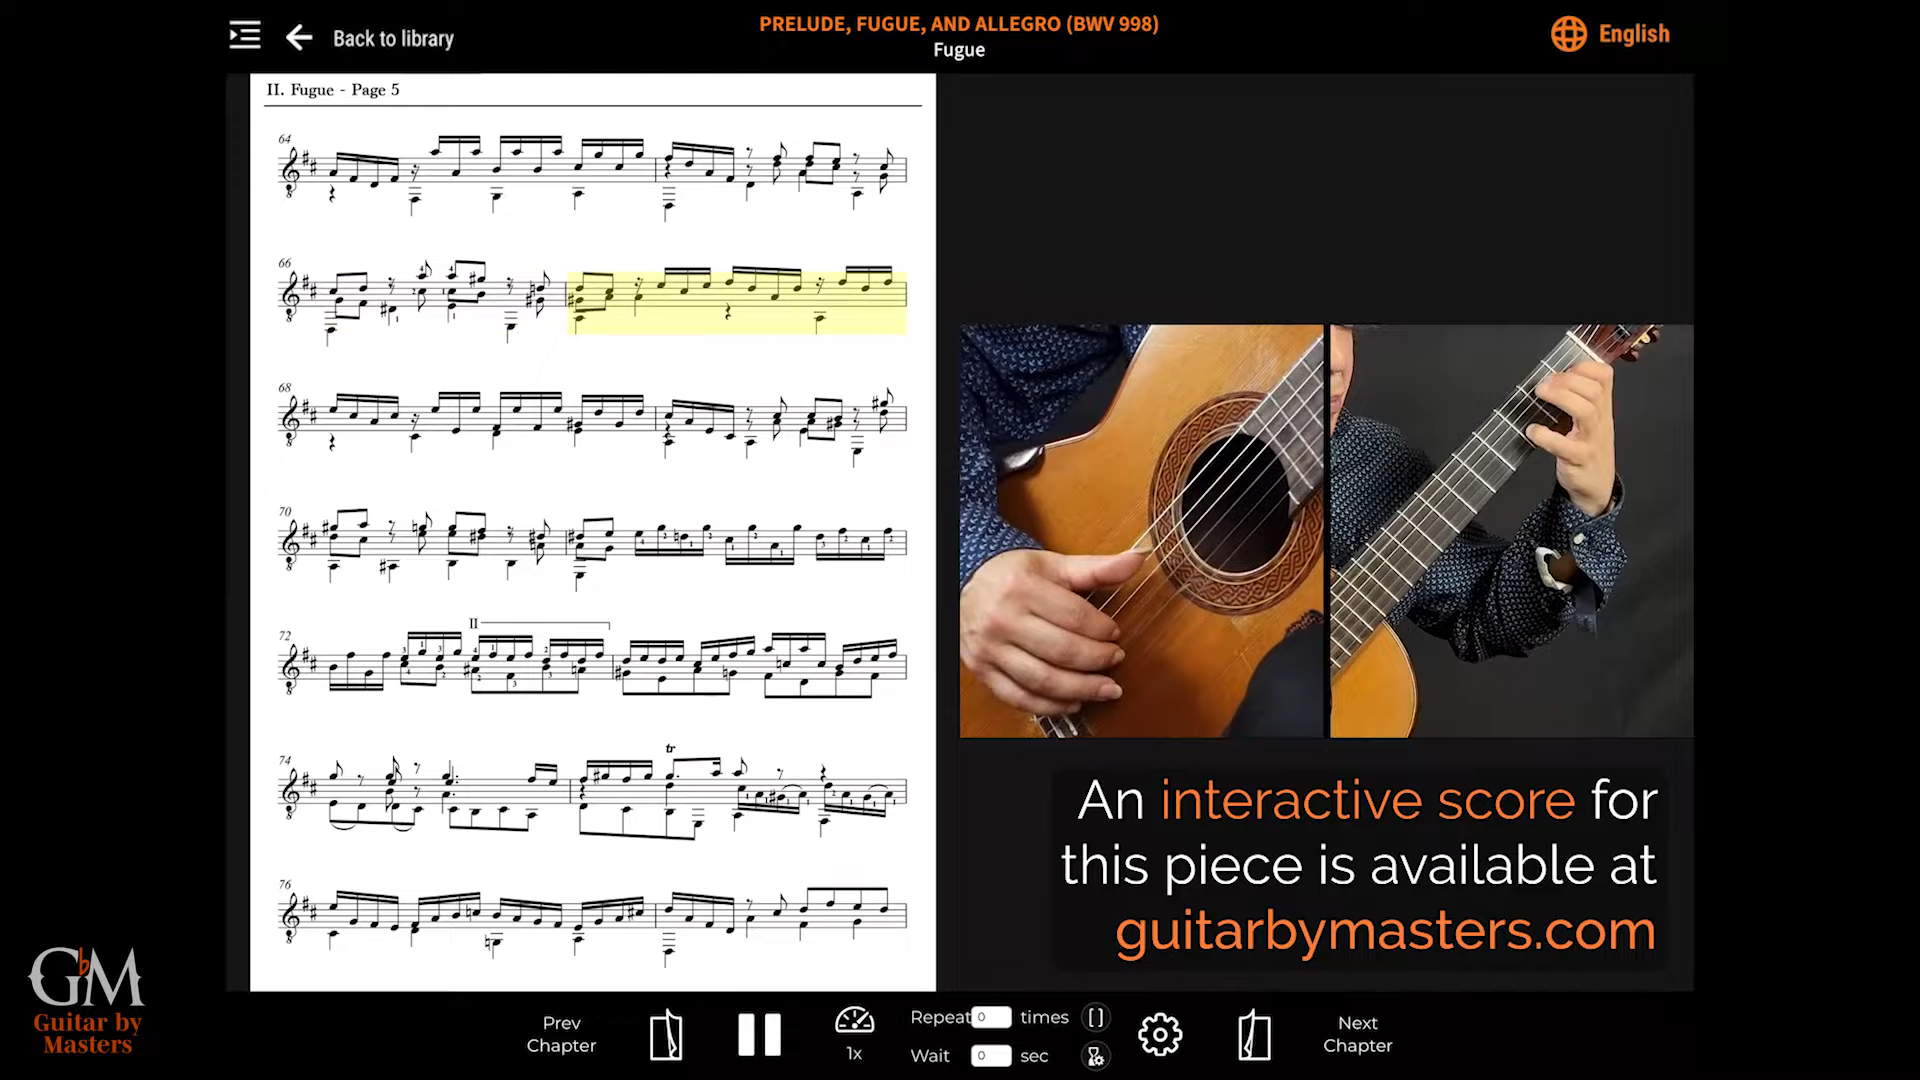 Back to library
PRELUDE, FUGUE, AND ALLEGRO (BWV 998)
Fugue
English
II. Fugue - Page 5
64
66
68
70
72
II
74
tr
76
An interactive score for
this piece is available at
guitarbymasters.com
GbM
Guitar by
Masters
Prev
Chapter
1x
Repeat 0 times
Wait 0 sec
Next
Chapter